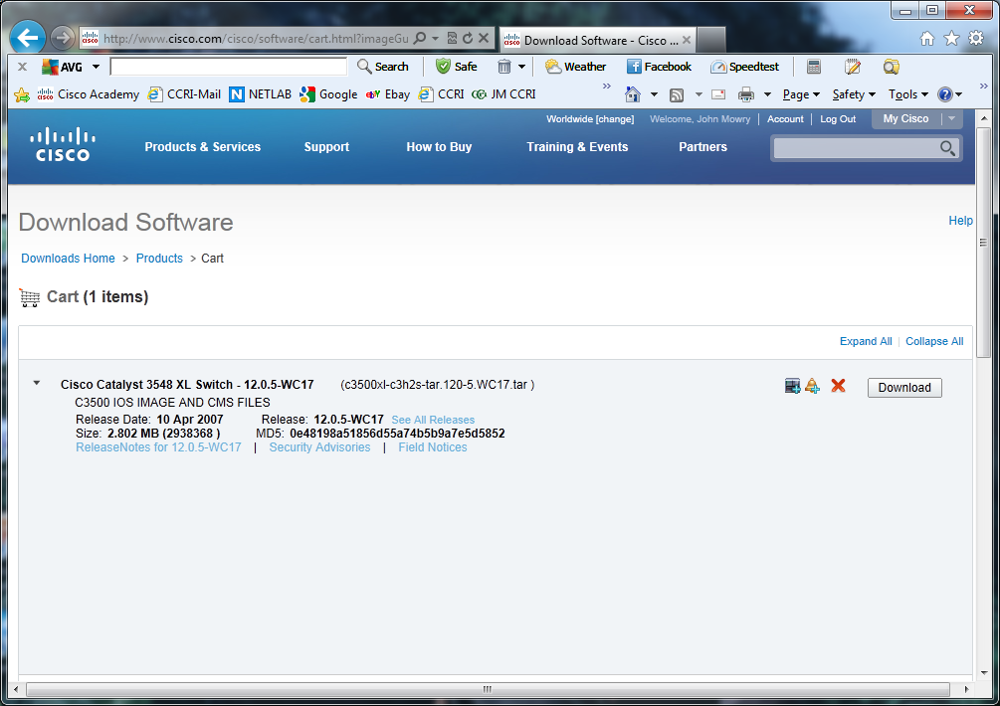 http://www.cisco.com/cisco/software/cart.html?imageGu
Download Software - Cisco ...
AVG
Search
Safe
Weather
Facebook
Speedtest
Cisco Academy
CCRI-Mail
NETLAB
Google
Ebay
CCRI
JM CCRI
Page
Safety
Tools
Worldwide [change] Welcome, John Mowry | Account | Log Out My Cisco
CISCO
Products & Services Support How to Buy Training & Events Partners
Download Software
Help
Downloads Home > Products > Cart
Cart (1 items)
Expand All | Collapse All
Cisco Catalyst 3548 XL Switch - 12.0.5-WC17 (c3500xl-c3h2s-tar.120-5.WC17.tar )
Download
C3500 IOS IMAGE AND CMS FILES
Release Date: 10 Apr 2007 Release: 12.0.5-WC17 See All Releases
Size: 2.802 MB (2938368 ) MD5: 0e48198a51856d55a74b5b9a7e5d5852
ReleaseNotes for 12.0.5-WC17 | Security Advisories | Field Notices